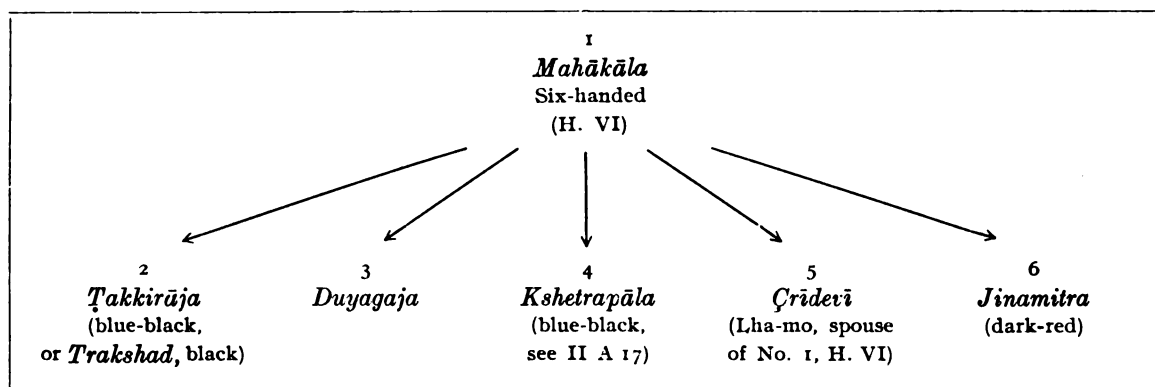 1
Mahākāla
Six-handed
(H. VI)
2 3 4 5 6
Ṭakkirāja Duyagaja Kshetrapāla Çrīdevī Jinamitra
(blue-black, (blue-black, (Lha-mo, spouse (dark-red)
or Trakshad, black) see II A 17) of No. 1, H. VI)